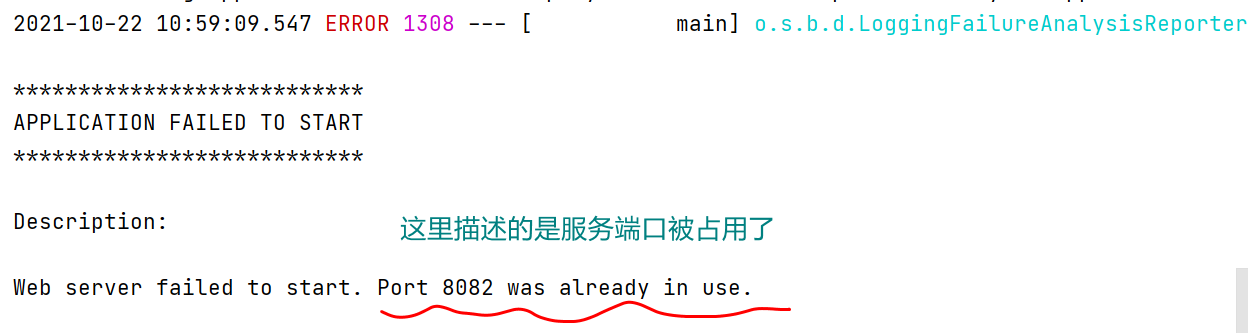 2021-10-22 10:59:09.547 ERROR 1308 --- [           main] o.s.b.d.LoggingFailureAnalysisReporter
***************************
APPLICATION FAILED TO START
***************************
Description:
这里描述的是服务端口被占用了
Web server failed to start. Port 8082 was already in use.